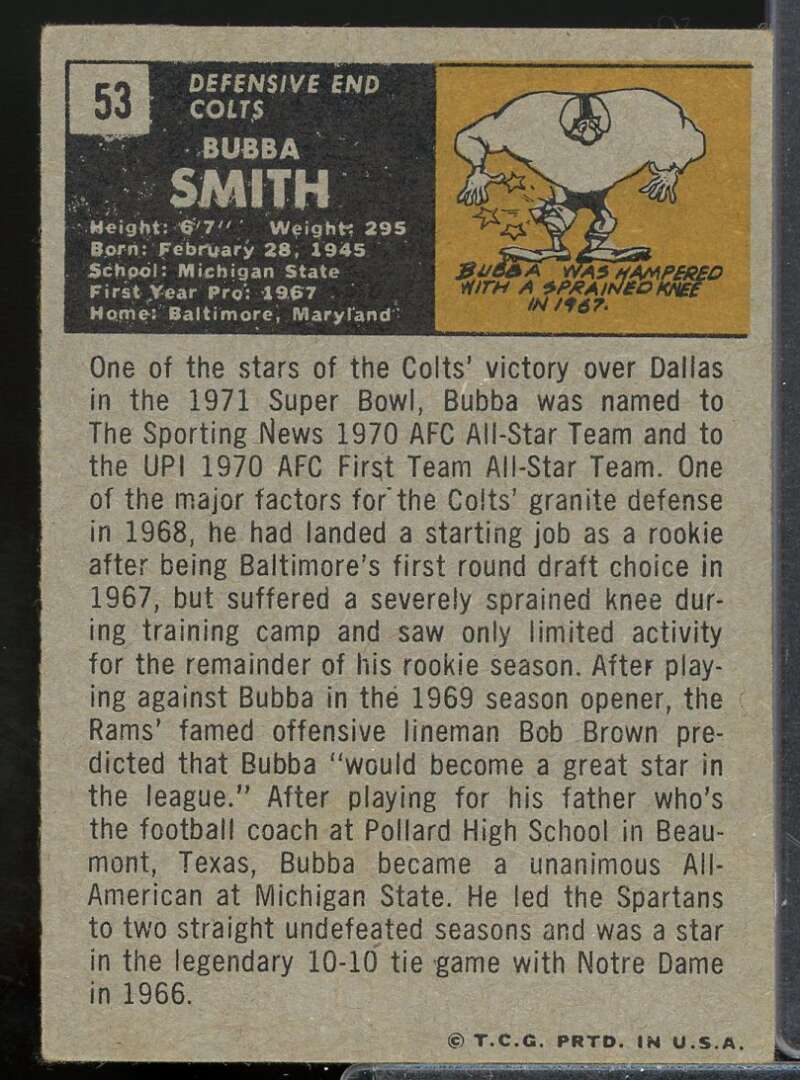 53
DEFENSIVE END
COLTS
BUBBA
SMITH
Height: 6'7" Weight: 295
Born: February 28, 1945
School: Michigan State
First Year Pro: 1967
Home: Baltimore, Maryland
BUBBA WAS HAMPERED
WITH A SPRAINED KNEE
IN 1967.
One of the stars of the Colts' victory over Dallas
in the 1971 Super Bowl, Bubba was named to
The Sporting News 1970 AFC All-Star Team and to
the UPI 1970 AFC First Team All-Star Team. One
of the major factors for the Colts' granite defense
in 1968, he had landed a starting job as a rookie
after being Baltimore's first round draft choice in
1967, but suffered a severely sprained knee dur-
ing training camp and saw only limited activity
for the remainder of his rookie season. After play-
ing against Bubba in the 1969 season opener, the
Rams' famed offensive lineman Bob Brown pre-
dicted that Bubba "would become a great star in
the league." After playing for his father who's
the football coach at Pollard High School in Beau-
mont, Texas, Bubba became a unanimous All-
American at Michigan State. He led the Spartans
to two straight undefeated seasons and was a star
in the legendary 10-10 tie game with Notre Dame
in 1966.
© T.C.G. PRTD. IN U.S.A.